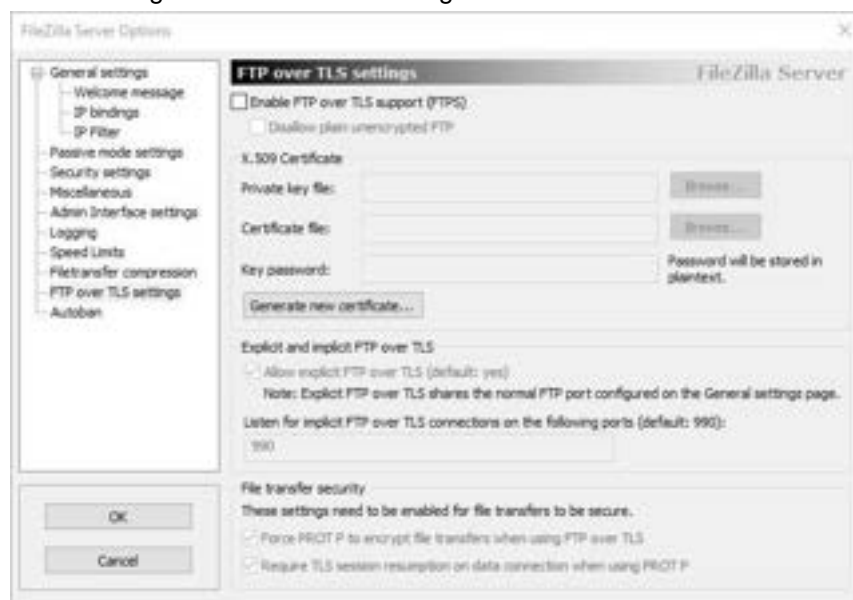 FileZilla Server Options
General settings
Welcome message
IP bindings
IP Filter
Passive mode settings
Security settings
Miscellaneous
Admin Interface settings
Logging
Speed Limits
Filetransfer compression
FTP over TLS settings
Autoban
OK
Cancel
FTP over TLS settings
FileZilla Server
Enable FTP over TLS support (FTPS)
Disallow plain unencrypted FTP
X.509 Certificate
Private key file:
Browse...
Certificate file:
Browse...
Key password:
Password will be stored in
plaintext.
Generate new certificate...
Explicit and implicit FTP over TLS
Allow explicit FTP over TLS (default: yes)
Note: Explicit FTP over TLS shares the normal FTP port configured on the General settings page.
Listen for implicit FTP over TLS connections on the following ports (default: 990):
990
File transfer security
These settings need to be enabled for file transfers to be secure.
Force PROT P to encrypt file transfers when using FTP over TLS
Require TLS session resumption on data connection when using PROT P